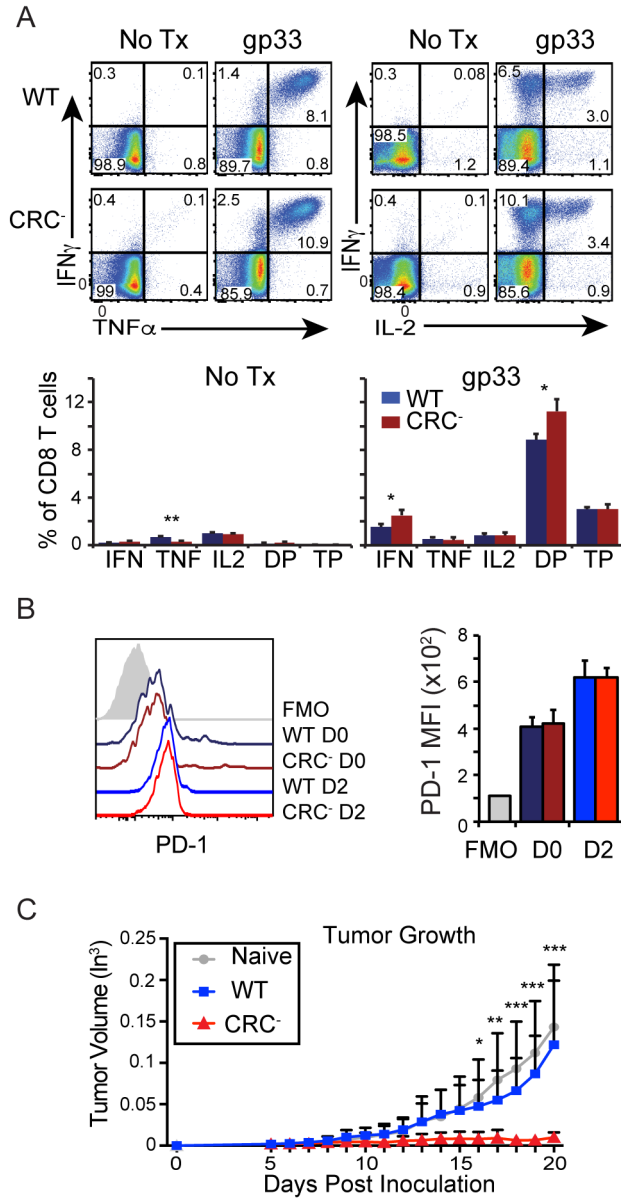 A
No Tx gp33 No Tx gp33
WT
0.3 0.1 1.4 8.1 0.3 0.08 6.5 3.0
98.9 0.8 89.7 0.8 98.5 1.2 89.4 1.1
CRC-
0.4 0.1 2.5 10.9 0.4 0.1 10.1 3.4
99 0.4 85.9 0.7 98.4 0.9 85.6 0.9
IFNγ IFNγ
0 0
0 0
TNFα IL-2
No Tx gp33
% of CD8 T cells
12
8
4
0
**
* *
WT
CRC-
IFN TNF IL2 DP TP IFN TNF IL2 DP TP
B
FMO
WT D0
CRC- D0
WT D2
CRC- D2
PD-1
PD-1 MFI (x10²)
8
6
4
2
0
FMO D0 D2
C
Tumor Growth
Tumor Volume (In³)
0.25
0.2
0.15
0.1
0.05
0
Naive
WT
CRC-
* ** *** *** ***
0 5 10 15 20
Days Post Inoculation